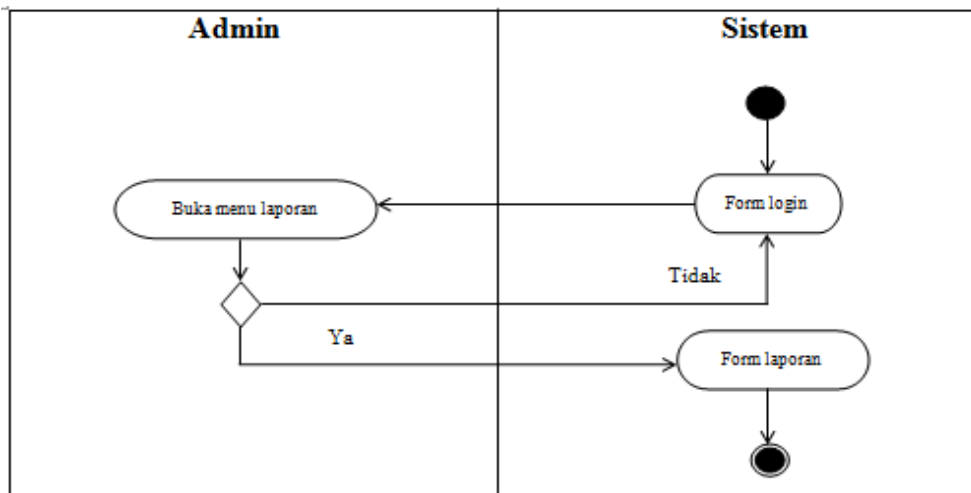 Admin
Sistem
Buka menu laporan
Form login
Tidak
Ya
Form laporan